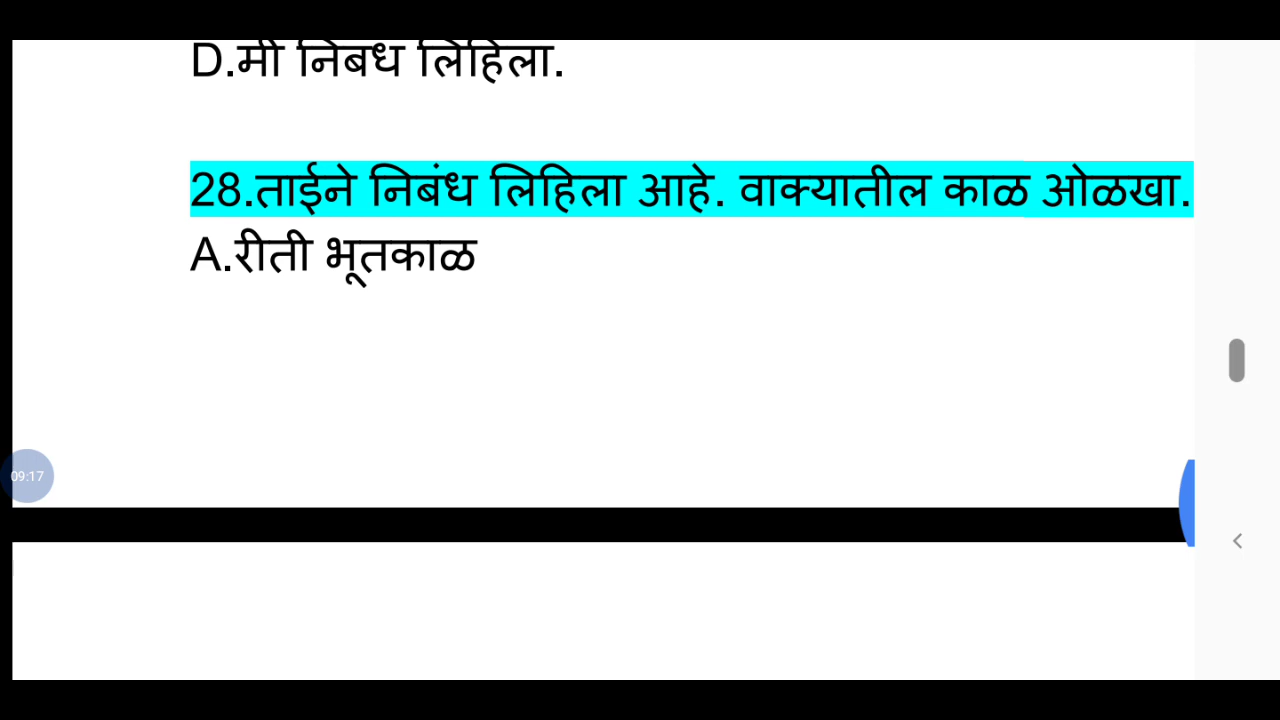 D.मी निबंध लिहिला.
28.ताईने निबंध लिहिला आहे. वाक्यातील काळ ओळखा.
A.रीती भूतकाळ
09:17